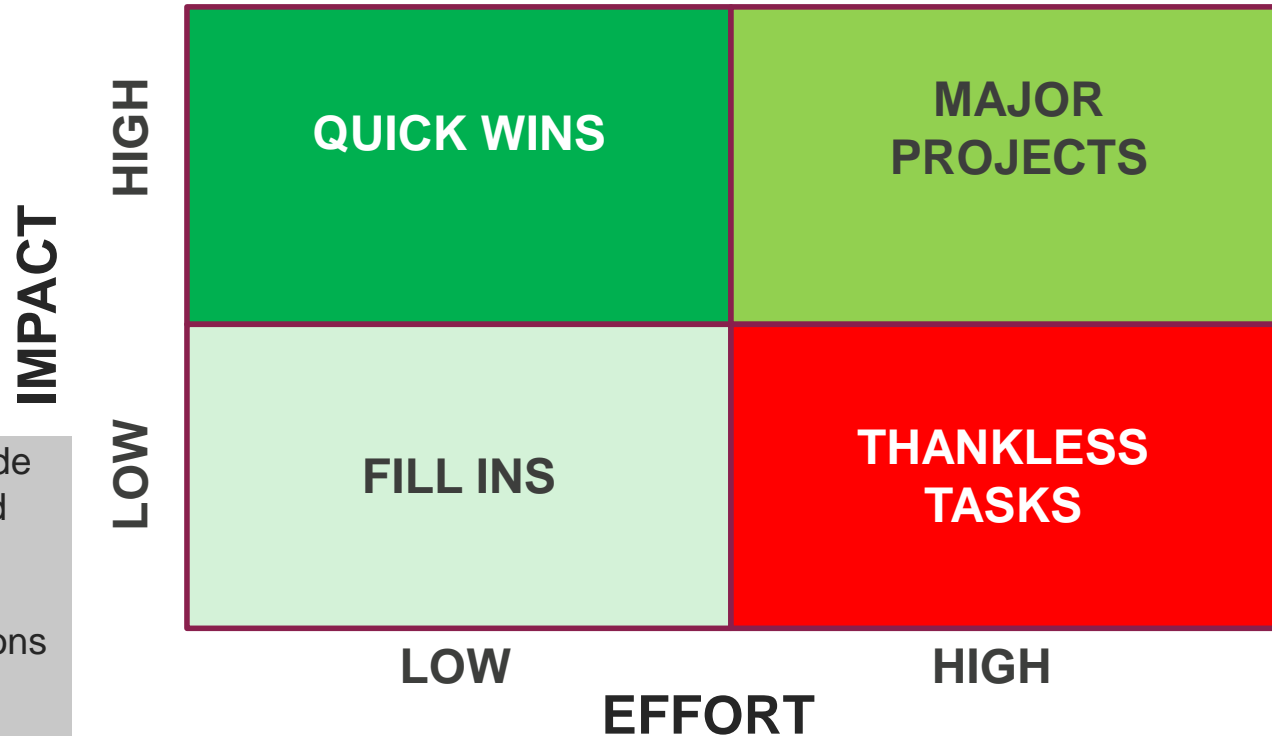 HIGH
QUICK WINS
MAJOR
PROJECTS
IMPACT
LOW
FILL INS
THANKLESS
TASKS
LOW
HIGH
EFFORT